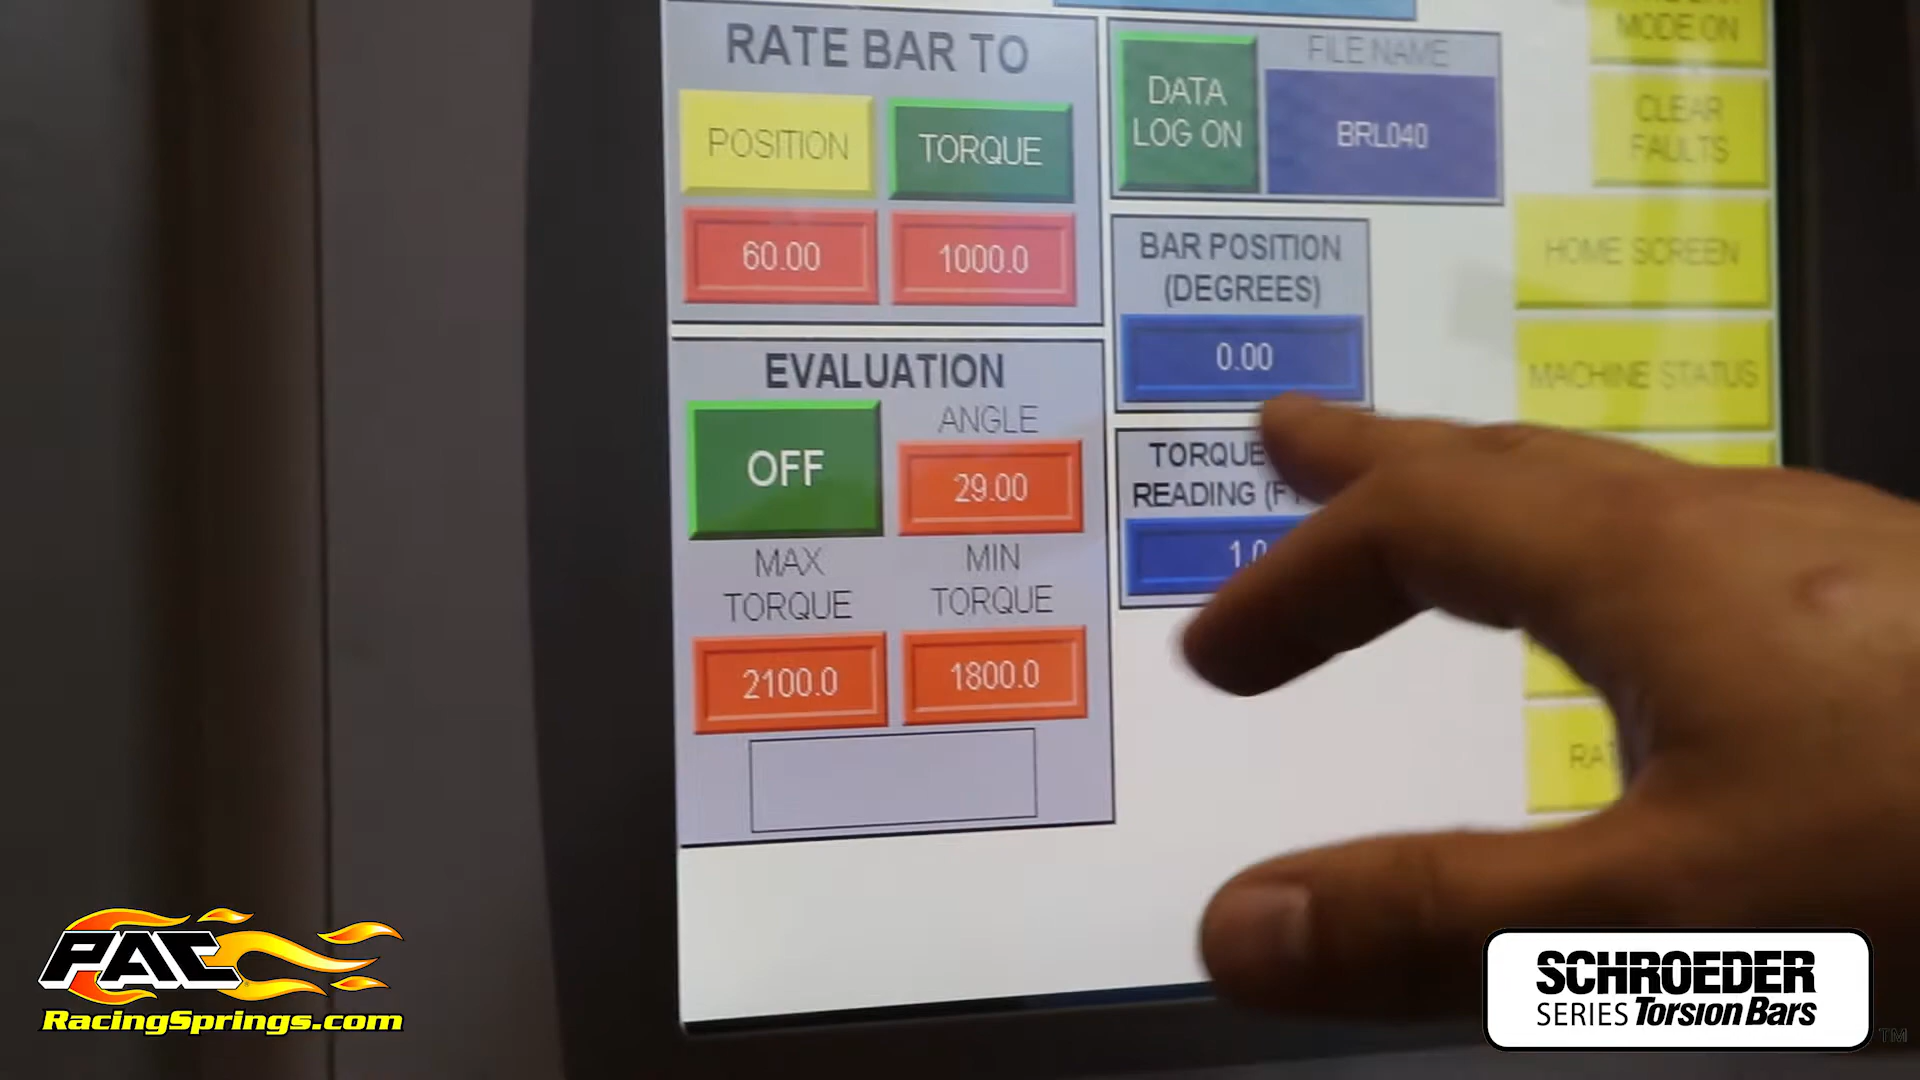 RATE BAR TO
POSITION
TORQUE
60.00
1000.0
EVALUATION
OFF
ANGLE
29.00
MAX
TORQUE
MIN
TORQUE
2100.0
1800.0
DATA
LOG ON
FILE NAME
BRL040
BAR POSITION
(DEGREES)
0.00
TORQUE
READING
MODE ON
CLEAR
FAULTS
HOME SCREEN
MACHINE STATUS
PAC
RacingSprings.com
SCHROEDER
SERIES Torsion Bars
TM